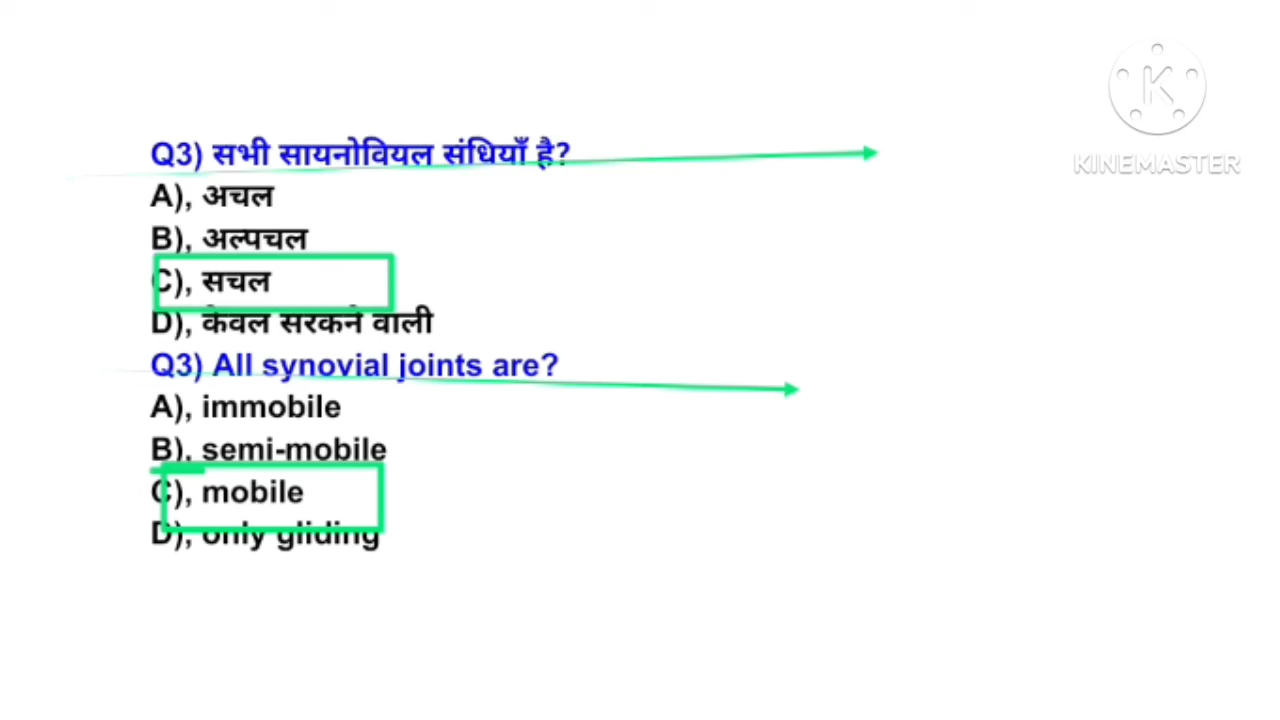 Q3) सभी सायनोवियल संधियाँ है?
A), अचल
B), अल्पचल
C), सचल
D), केवल सरकने वाली
Q3) All synovial joints are?
A), immobile
B), semi-mobile
C), mobile
D), only gliding
K
KINEMASTER